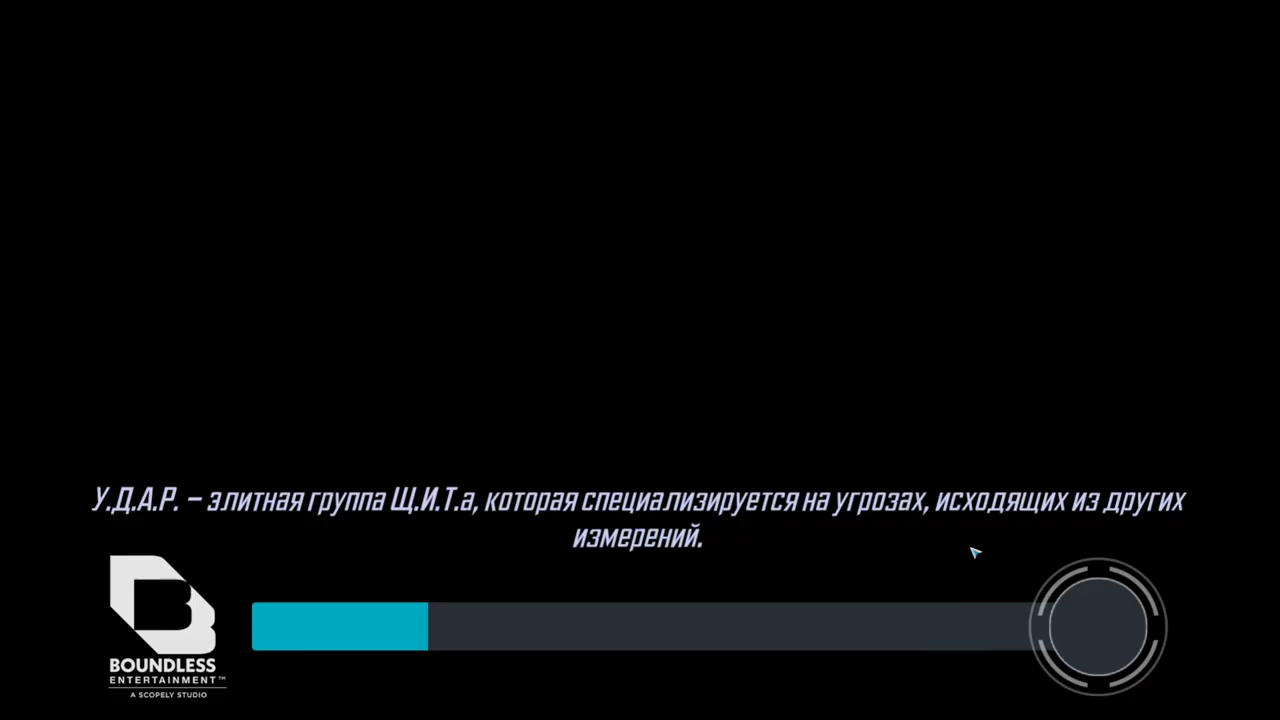 У.Д.А.Р. – элитная группа Щ.И.Т.а, которая специализируется на угрозах, исходящих из других
измерений.
BOUNDLESS
ENTERTAINMENT™
A SCOPELY STUDIO